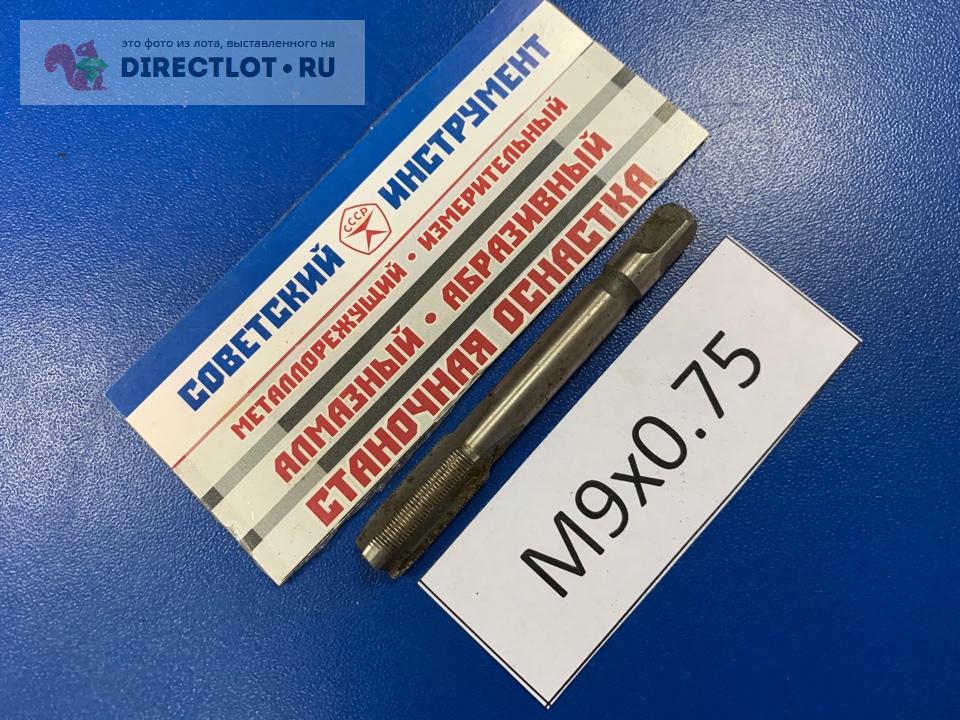 это фото из лота, выставленного на
DIRECTLOT•RU
СОВЕТСКИЙ СССР ИНСТРУМЕНТ
МЕТАЛЛОРЕЖУЩИЙ • ИЗМЕРИТЕЛЬНЫЙ
АЛМАЗНЫЙ • АБРАЗИВНЫЙ
СТАНОЧНАЯ ОСНАСТКА
M9x0.75